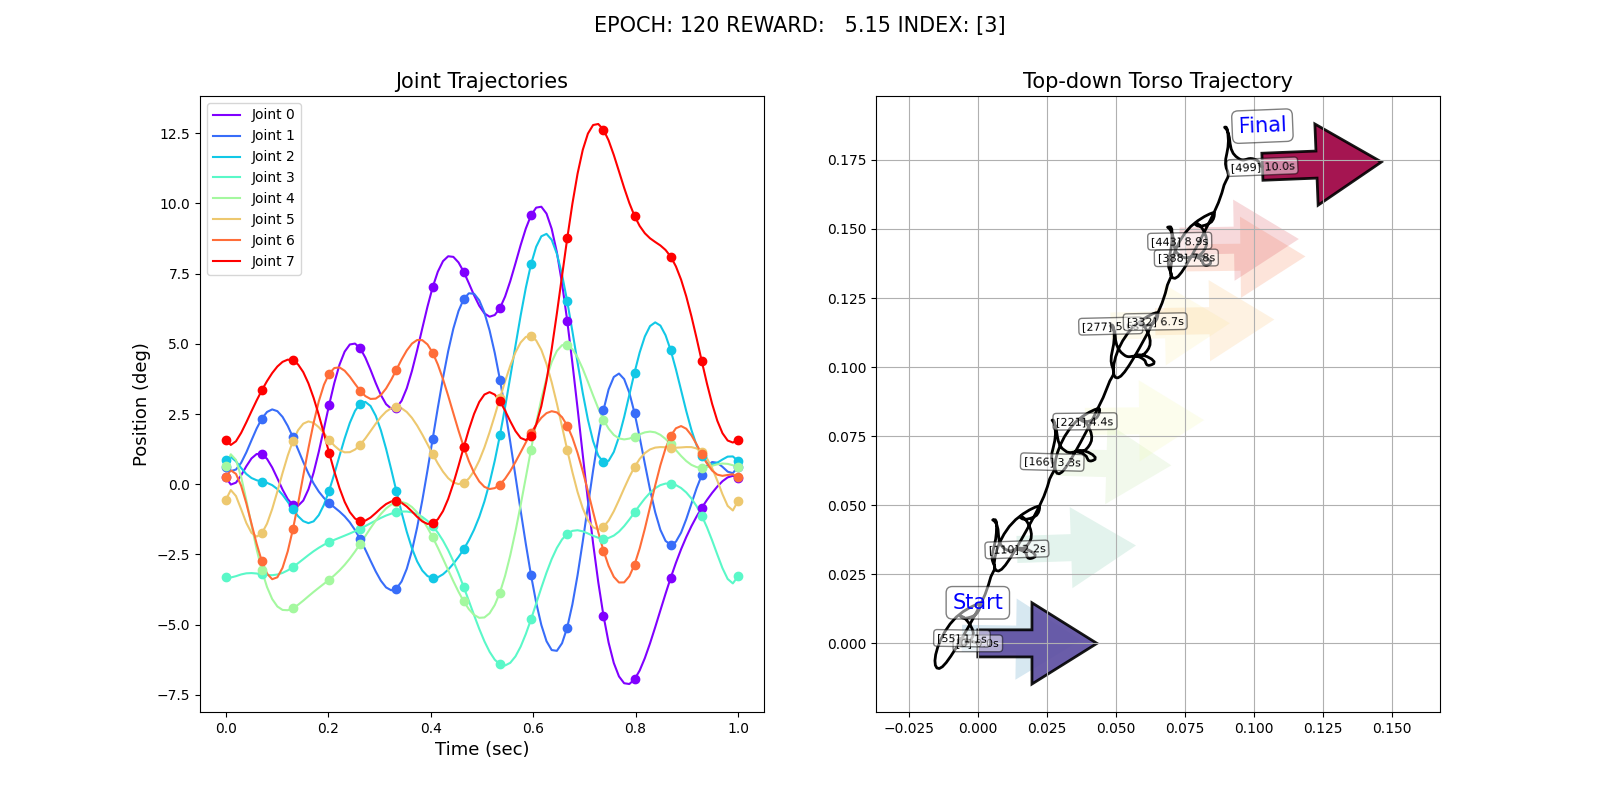 EPOCH: 120 REWARD:   5.15 INDEX: [3]
Joint Trajectories
Joint 0
Joint 1
Joint 2
Joint 3
Joint 4
Joint 5
Joint 6
Joint 7
12.5
10.0
7.5
5.0
2.5
0.0
−2.5
−5.0
−7.5
Position (deg)
0.0
0.2
0.4
0.6
0.8
1.0
Time (sec)
Top-down Torso Trajectory
Final
[499] 10.0s
[443] 8.9s
[388] 7.8s
[277]
[332] 6.7s
[221] 4.4s
[166] 3.3s
[110] 2.2s
Start
[55] 1.1s
0.175
0.150
0.125
0.100
0.075
0.050
0.025
0.000
−0.025
0.000
0.025
0.050
0.075
0.100
0.125
0.150